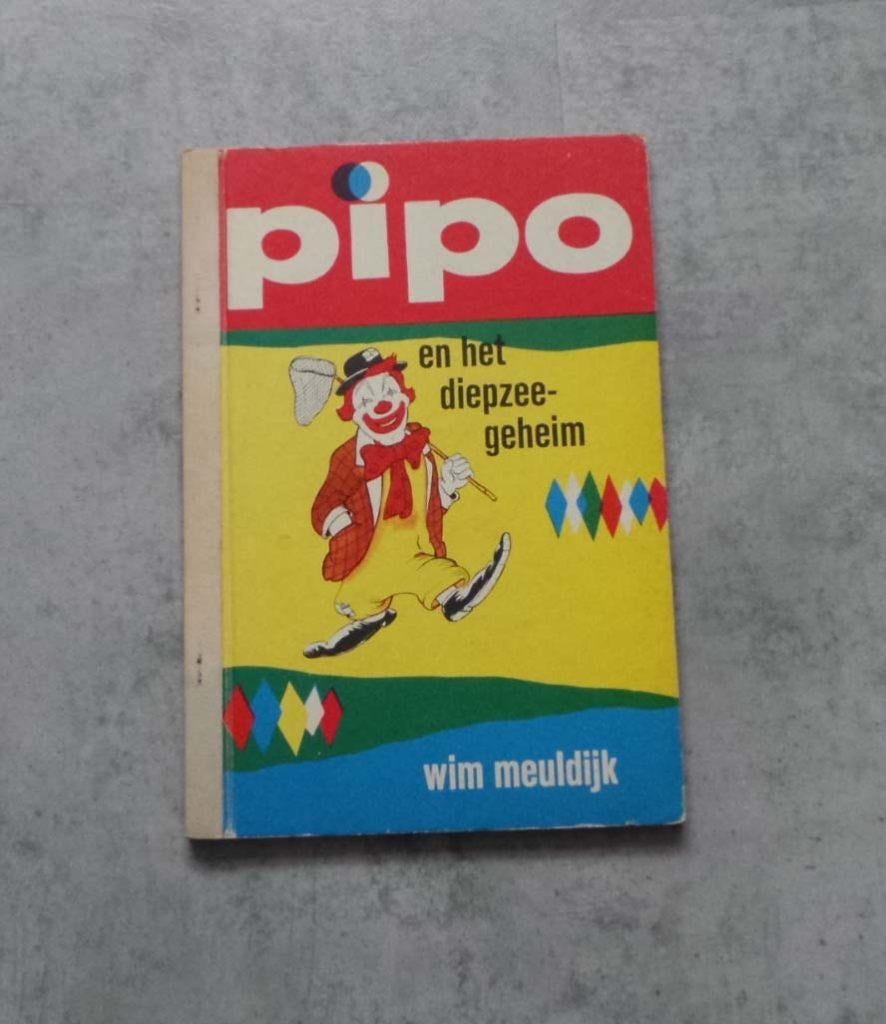 pipo
en het
diepzee-
geheim
wim meuldijk